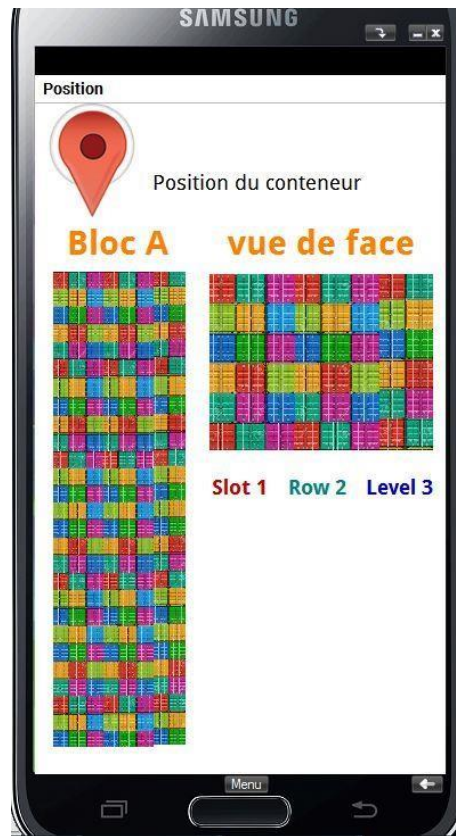 SAMSUNG
Position
Position du conteneur
Bloc A vue de face
Slot 1 Row 2 Level 3
Menu